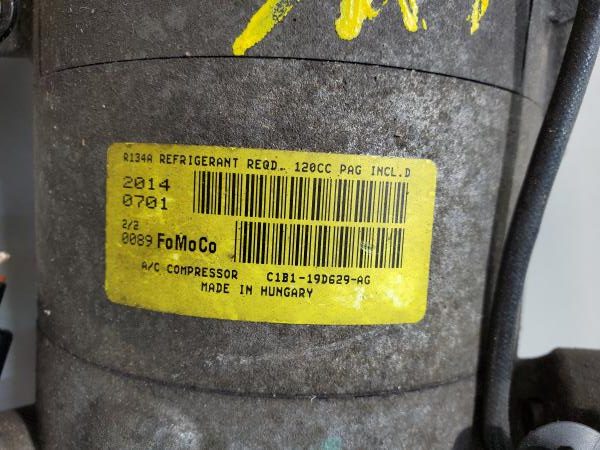 R134A REFRIGERANT REQD. 120CC PAG INCL.D
2014
0701
2/2
0089 FoMoCo
A/C COMPRESSOR C1B1-19D629-AG
MADE IN HUNGARY